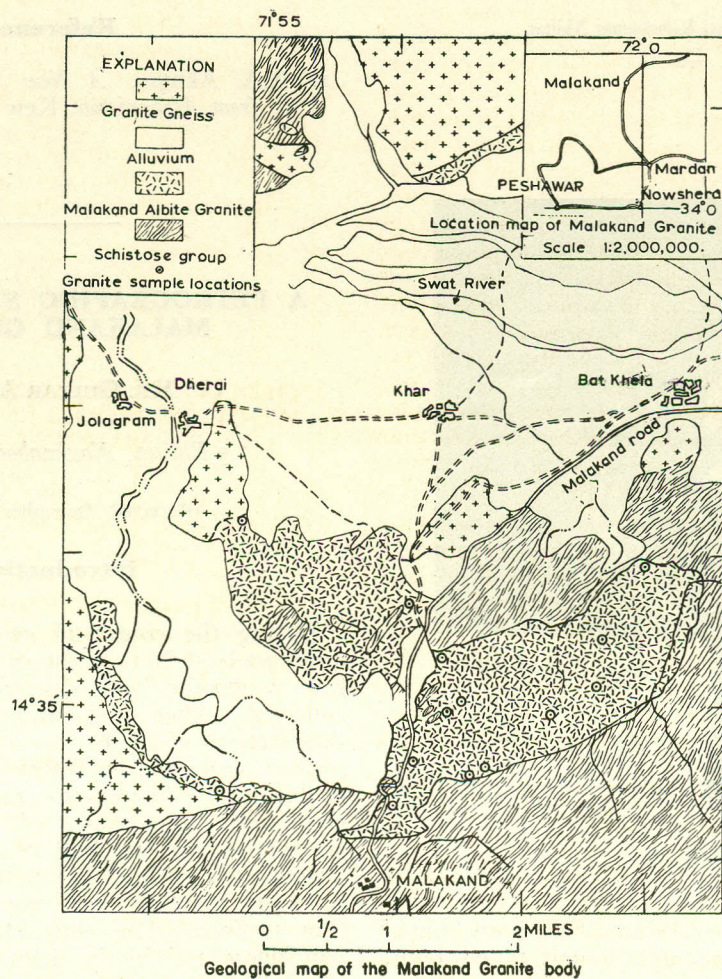 71°55
EXPLANATION
Granite Gneiss
Alluvium
Malakand Albite Granite
Schistose group
Granite sample locations
72°0
Malakand
Mardan
PESHAWAR
Nowshera
34°0
Location map of Malakand Granite
Scale 1:2,000,000.
Swat River
Jolagram
Dherai
Khar
Bat Khela
Malakand road
14°35
MALAKAND
0 1/2 1 2 MILES
Geological map of the Malakand Granite body